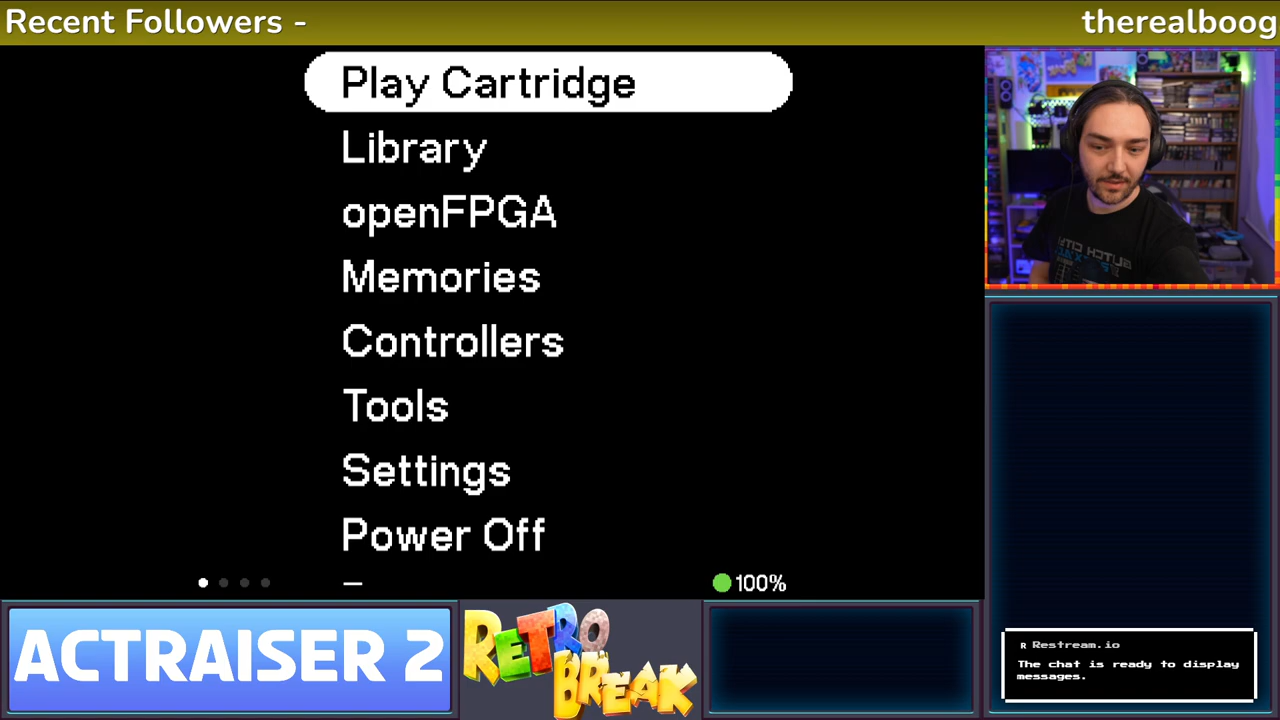 Recent Followers -
therealboog
Play Cartridge
Library
openFPGA
Memories
Controllers
Tools
Settings
Power Off
100%
R Restream.io
The chat is ready to display
messages.
ACTRAISER 2
RETRO
BREAK